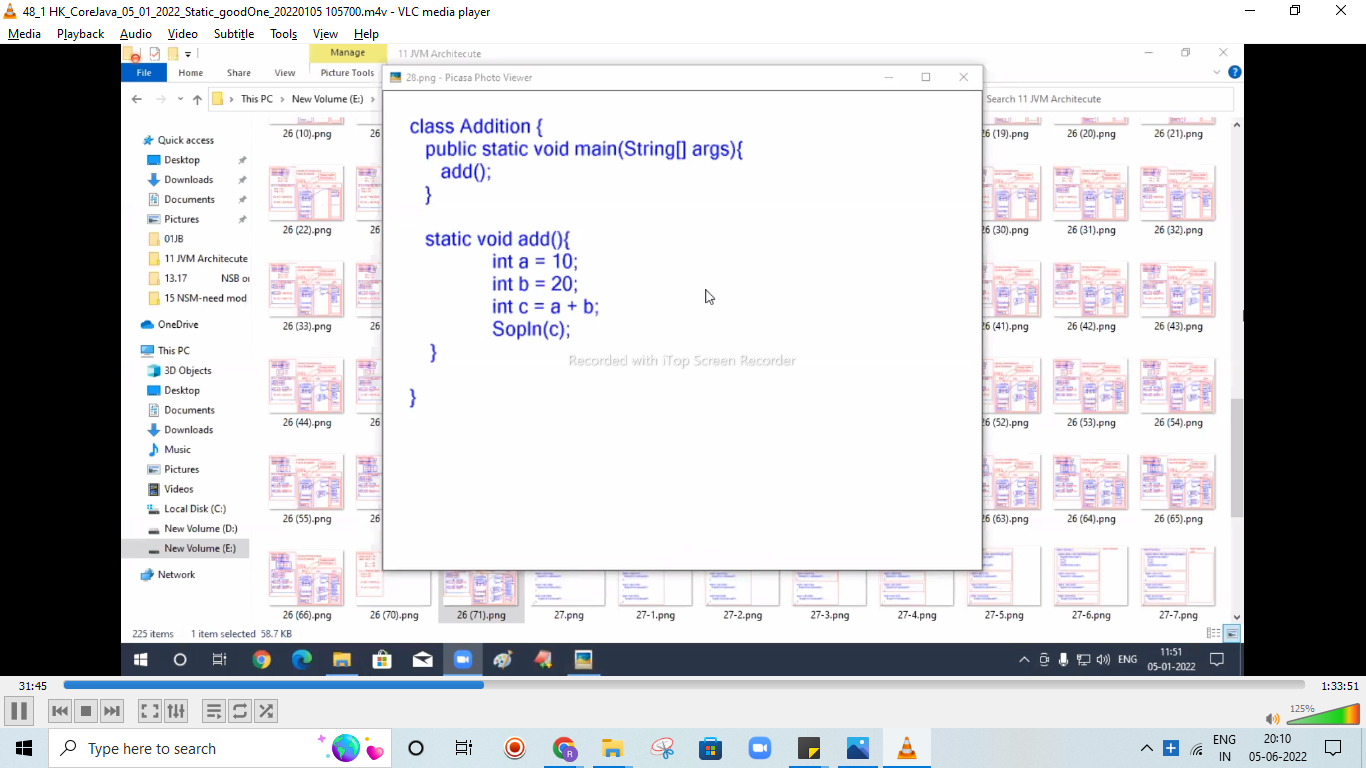 48_1 HK_CoreJava_05_01_2022_Static_goodOne_20220105 105700.m4v - VLC media player
Media Playback Audio Video Subtitle Tools View Help
Manage 11 JVM Architecute
File Home Share View Picture Tools
This PC New Volume (E:) Search 11 JVM Architecute
28.png - Picasa Photo Viewer
class Addition {
public static void main(String[] args){
add();
}
static void add(){
int a = 10;
int b = 20;
int c = a + b;
Sopln(c);
}
}
Recorded with iTop Screen Recorder
Quick access
Desktop
Downloads
Documents
Pictures
01JB
11 JVM Architecute
13.17 NSB or
15 NSM-need mod
OneDrive
This PC
3D Objects
Desktop
Documents
Downloads
Music
Pictures
Videos
Local Disk (C:)
New Volume (D:)
New Volume (E:)
Network
26 (10).png 26 26 (19).png 26 (20).png 26 (21).png
26 (22).png 26 26 (30).png 26 (31).png 26 (32).png
26 (33).png 26 26 (41).png 26 (42).png 26 (43).png
26 (44).png 26 26 (52).png 26 (53).png 26 (54).png
26 (55).png 26 26 (63).png 26 (64).png 26 (65).png
26 (66).png 26 (70).png 26 (71).png 27.png 27-1.png 27-2.png 27-3.png 27-4.png 27-5.png 27-6.png 27-7.png
225 items 1 item selected 58.7 KB
ENG 11:51
05-01-2022
31:45 1:33:51
125%
Type here to search
ENG 20:10
IN 05-06-2022